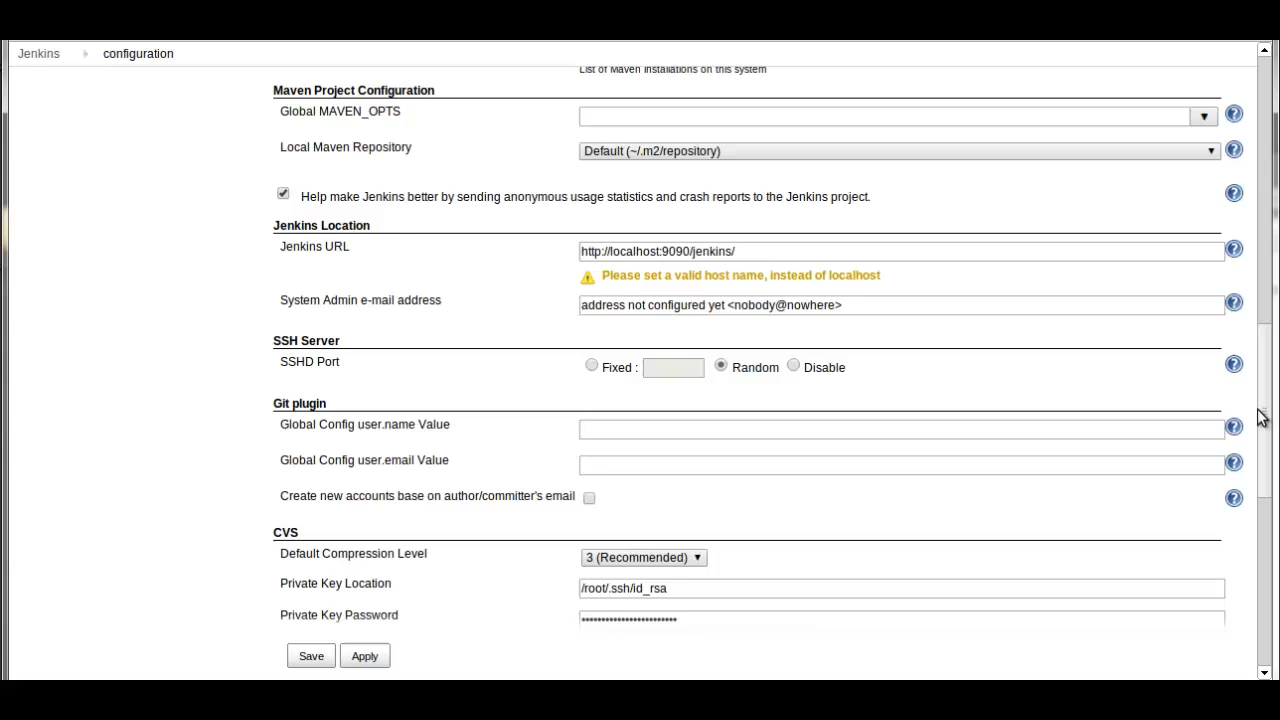 Jenkins configuration
List of Maven installations on this system
Maven Project Configuration
Global MAVEN_OPTS
Local Maven Repository Default (~/.m2/repository)
Help make Jenkins better by sending anonymous usage statistics and crash reports to the Jenkins project.
Jenkins Location
Jenkins URL http://localhost:9090/jenkins/
Please set a valid host name, instead of localhost
System Admin e-mail address address not configured yet <nobody@nowhere>
SSH Server
SSHD Port Fixed : Random Disable
Git plugin
Global Config user.name Value
Global Config user.email Value
Create new accounts base on author/committer's email
CVS
Default Compression Level 3 (Recommended)
Private Key Location /root/.ssh/id_rsa
Private Key Password ••••••••••••••••••••••••
Save Apply